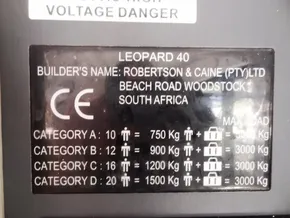 VOLTAGE DANGER
LEOPARD 40
BUILDER'S NAME: ROBERTSON & CAINE (PTY)LTD
BEACH ROAD WOODSTOCK
SOUTH AFRICA
CE
CATEGORY A : 10 = 750 Kg +
CATEGORY B : 12 = 900 Kg + = 3000 Kg
CATEGORY C : 16 = 1200 Kg + = 3000 Kg
CATEGORY D : 20 = 1500 Kg + = 3000 Kg